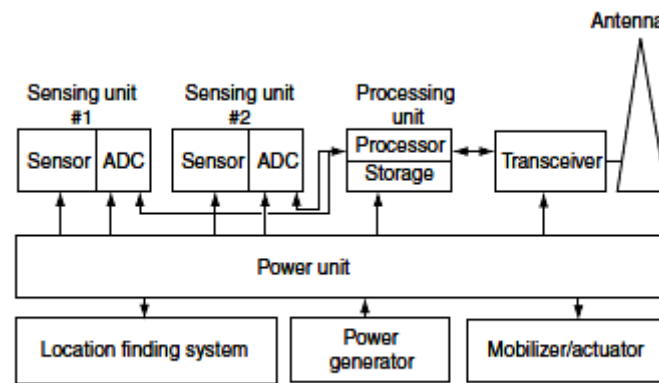 Antenna
Sensing unit
#1
Sensing unit
#2
Processing
unit
Sensor
ADC
Sensor
ADC
Processor
Storage
Transceiver
Power unit
Location finding system
Power
generator
Mobilizer/actuator